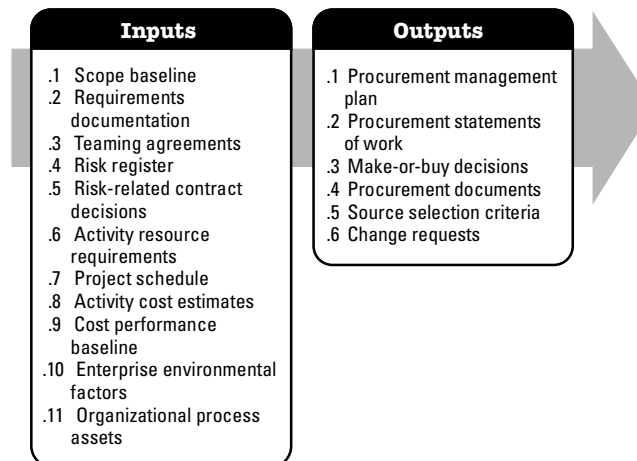 Inputs
.1 Scope baseline
.2 Requirements
documentation
.3 Teaming agreements
.4 Risk register
.5 Risk-related contract
decisions
.6 Activity resource
requirements
.7 Project schedule
.8 Activity cost estimates
.9 Cost performance
baseline
.10 Enterprise environmental
factors
.11 Organizational process
assets
Outputs
.1 Procurement management
plan
.2 Procurement statements
of work
.3 Make-or-buy decisions
.4 Procurement documents
.5 Source selection criteria
.6 Change requests